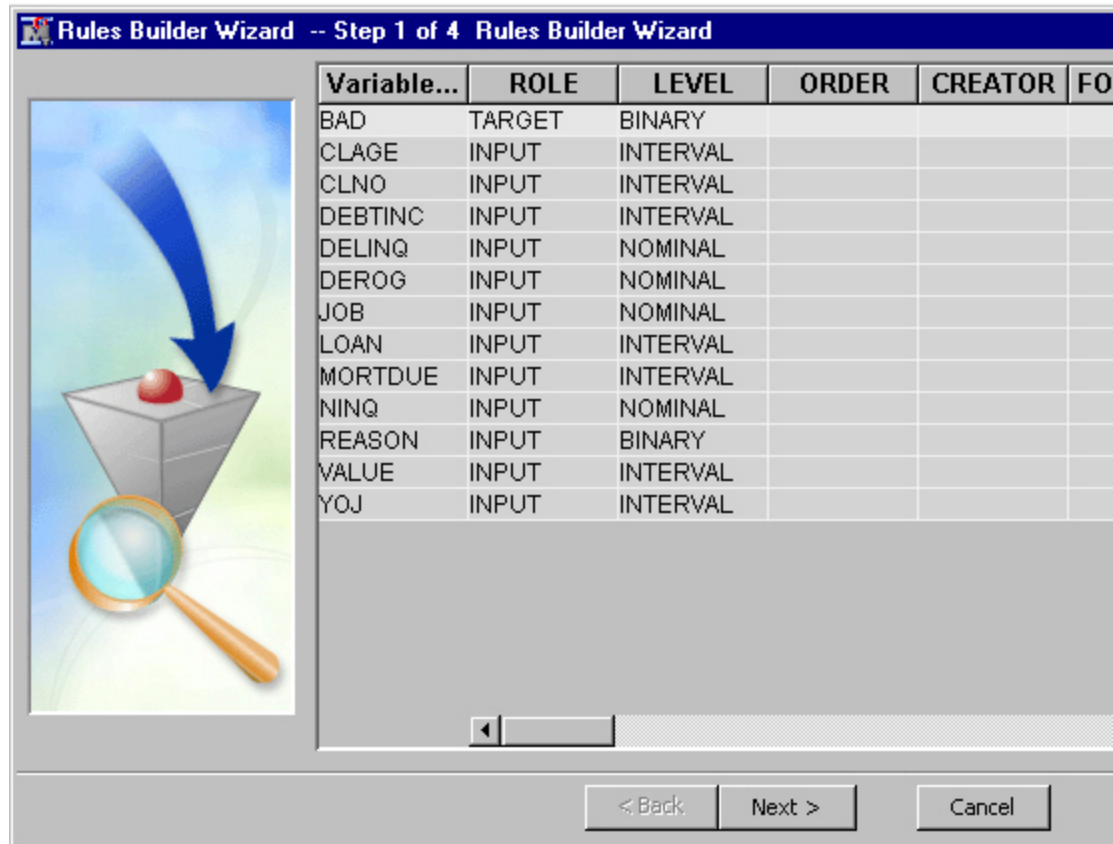 Rules Builder Wizard -- Step 1 of 4 Rules Builder Wizard
Variable... ROLE LEVEL ORDER CREATOR FO
BAD TARGET BINARY
CLAGE INPUT INTERVAL
CLNO INPUT INTERVAL
DEBTINC INPUT INTERVAL
DELINQ INPUT NOMINAL
DEROG INPUT NOMINAL
JOB INPUT NOMINAL
LOAN INPUT INTERVAL
MORTDUE INPUT INTERVAL
NINQ INPUT NOMINAL
REASON INPUT BINARY
VALUE INPUT INTERVAL
YOJ INPUT INTERVAL
< Back Next > Cancel